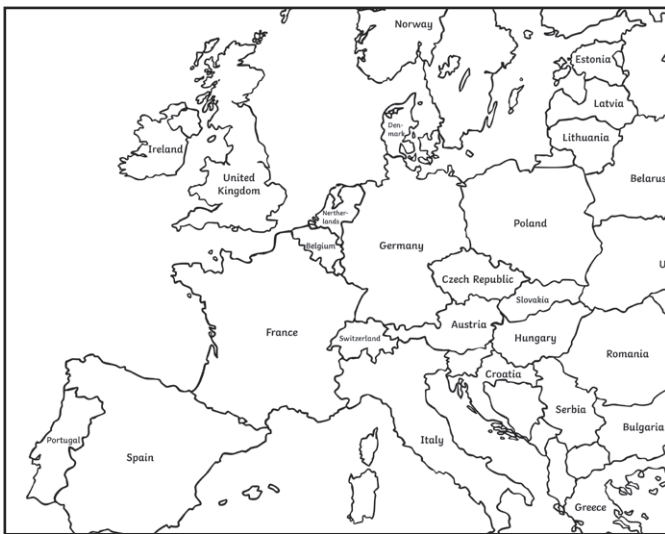 Norway
Estonia
Latvia
Den-
mark
Lithuania
Ireland
United
Kingdom
Belarus
Nerther-
lands
Poland
Belgium
Germany
U
Czech Republic
Slovakia
Austria
France
Switzerland
Hungary
Romania
Croatia
Serbia
Portugal
Italy
Bulgaria
Spain
Greece